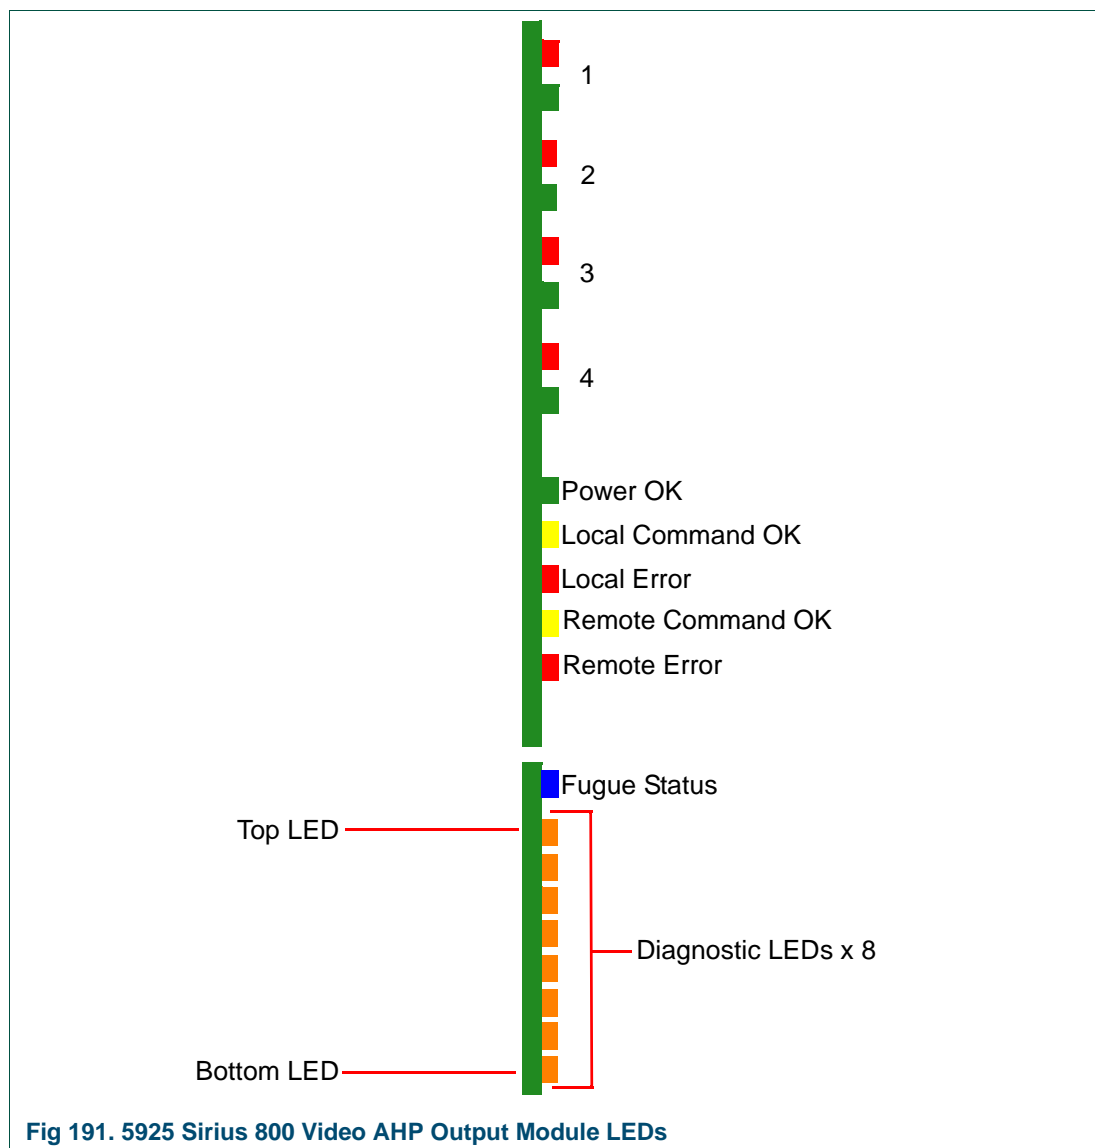 1
2
3
4
Power OK
Local Command OK
Local Error
Remote Command OK
Remote Error
Fugue Status
Top LED
Diagnostic LEDs x 8
Bottom LED
Fig 191. 5925 Sirius 800 Video AHP Output Module LEDs